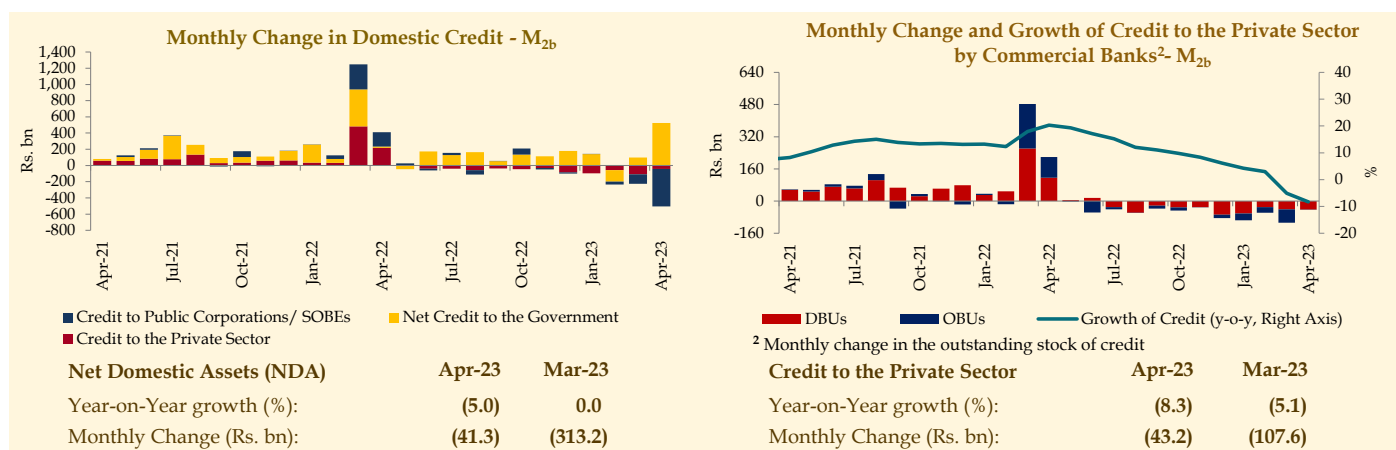 Monthly Change in Domestic Credit - M2b
1,400
1,200
1,000
800
600
400
200
0
-200
-400
-600
-800
Rs. bn
Apr-21
Jul-21
Oct-21
Jan-22
Apr-22
Jul-22
Oct-22
Jan-23
Apr-23
Credit to Public Corporations/ SOBEs
Net Credit to the Government
Credit to the Private Sector
Net Domestic Assets (NDA) Apr-23 Mar-23
Year-on-Year growth (%): (5.0) 0.0
Monthly Change (Rs. bn): (41.3) (313.2)
Monthly Change and Growth of Credit to the Private Sector
by Commercial Banks2- M2b
640
480
320
160
0
-160
Rs. bn
40
30
20
10
0
-10
-20
%
Apr-21
Jul-21
Oct-21
Jan-22
Apr-22
Jul-22
Oct-22
Jan-23
Apr-23
DBUs
OBUs
Growth of Credit (y-o-y, Right Axis)
2 Monthly change in the outstanding stock of credit
Credit to the Private Sector Apr-23 Mar-23
Year-on-Year growth (%): (8.3) (5.1)
Monthly Change (Rs. bn): (43.2) (107.6)